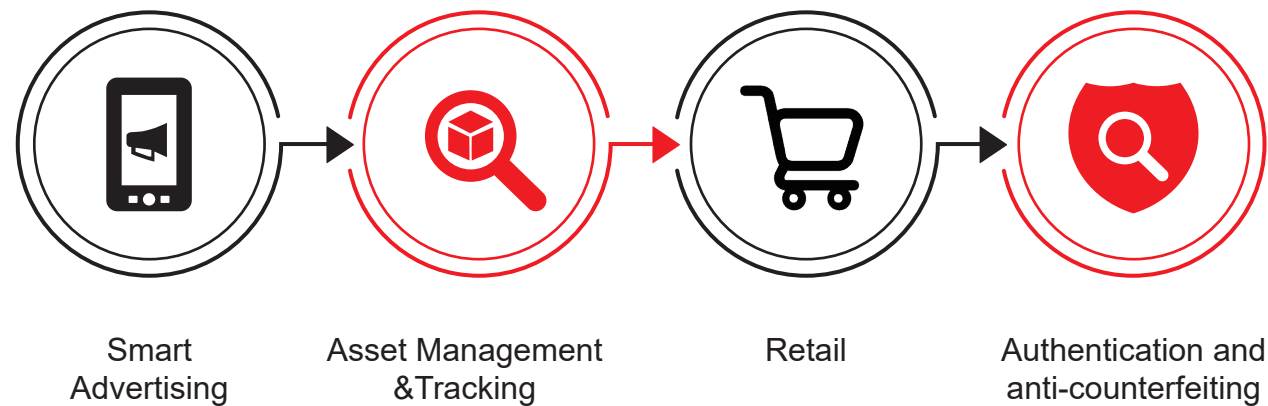 Smart
Advertising
Asset Management
&Tracking
Retail
Authentication and
anti-counterfeiting